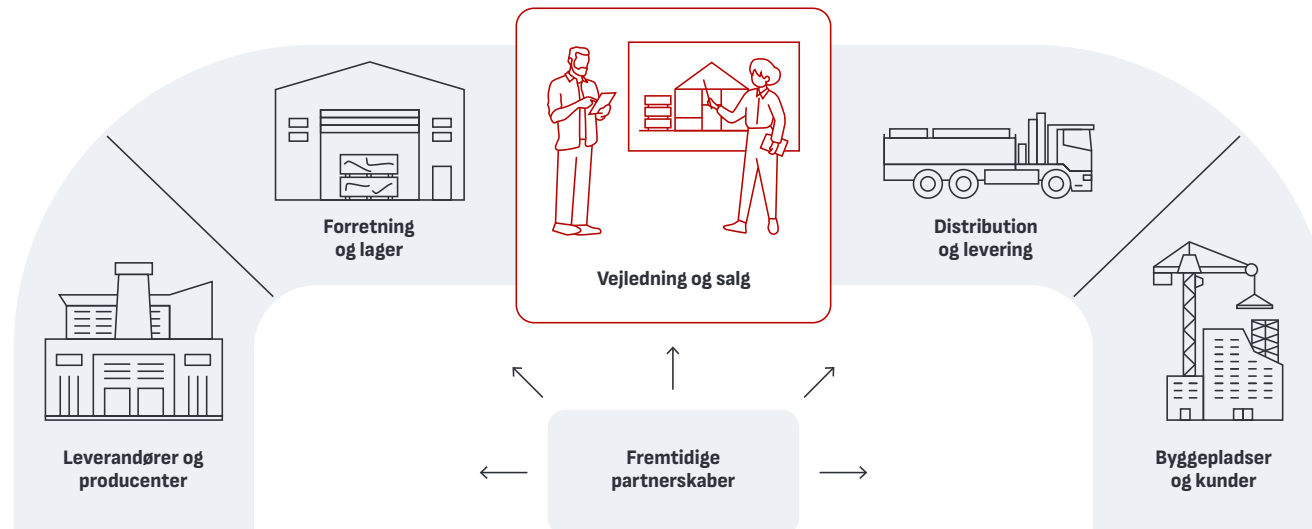 Forretning
og lager
Vejledning og salg
Distribution
og levering
Leverandører og
producenter
Fremtidige
partnerskaber
Byggepladser
og kunder